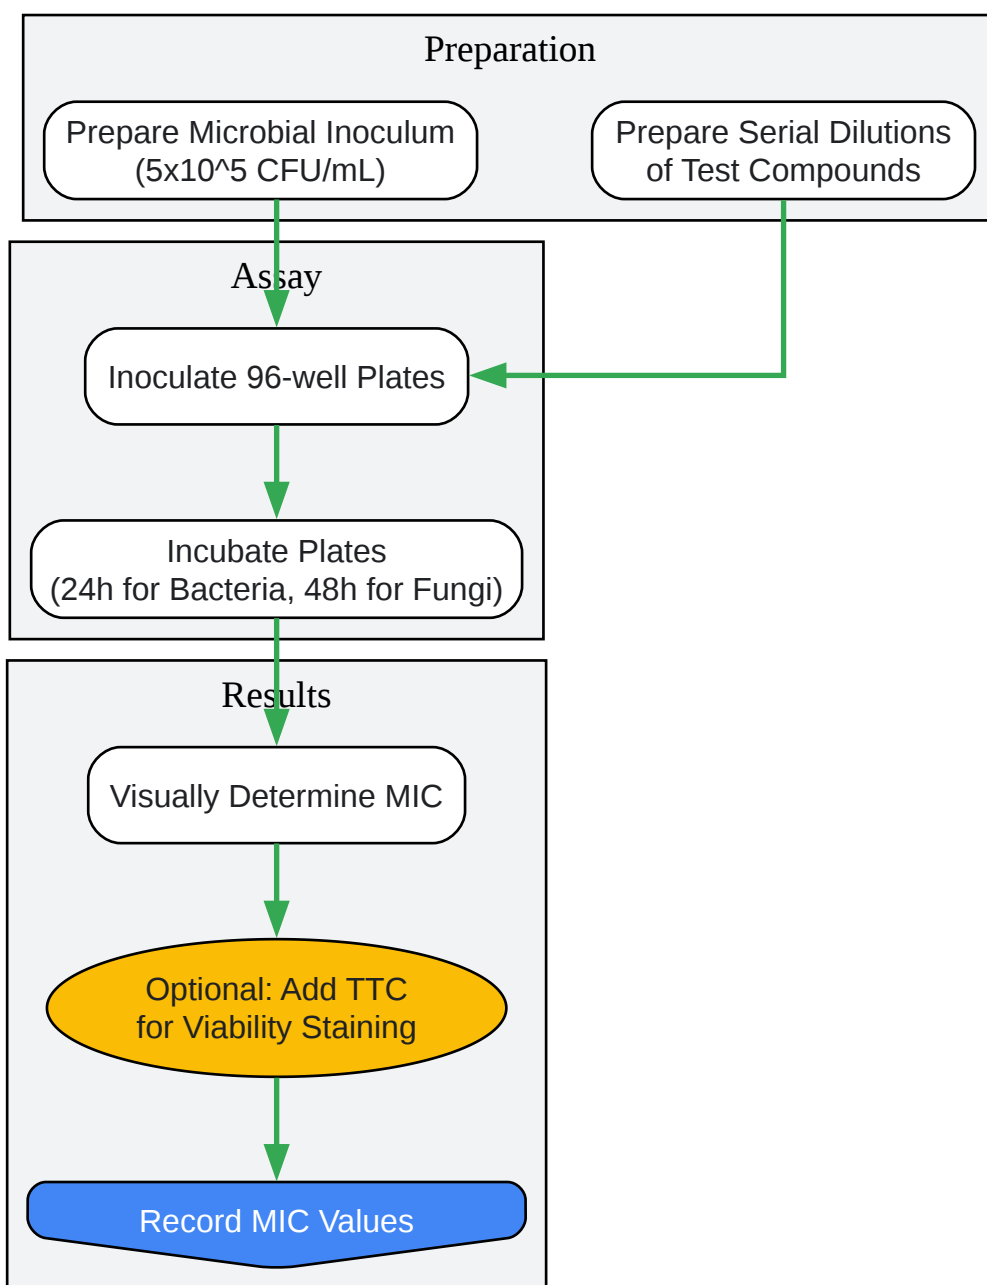 Preparation
Prepare Microbial Inoculum
(5x10^5 CFU/mL)
Prepare Serial Dilutions
of Test Compounds
Assay
Inoculate 96-well Plates
Incubate Plates
(24h for Bacteria, 48h for Fungi)
Results
Visually Determine MIC
Optional: Add TTC
for Viability Staining
Record MIC Values